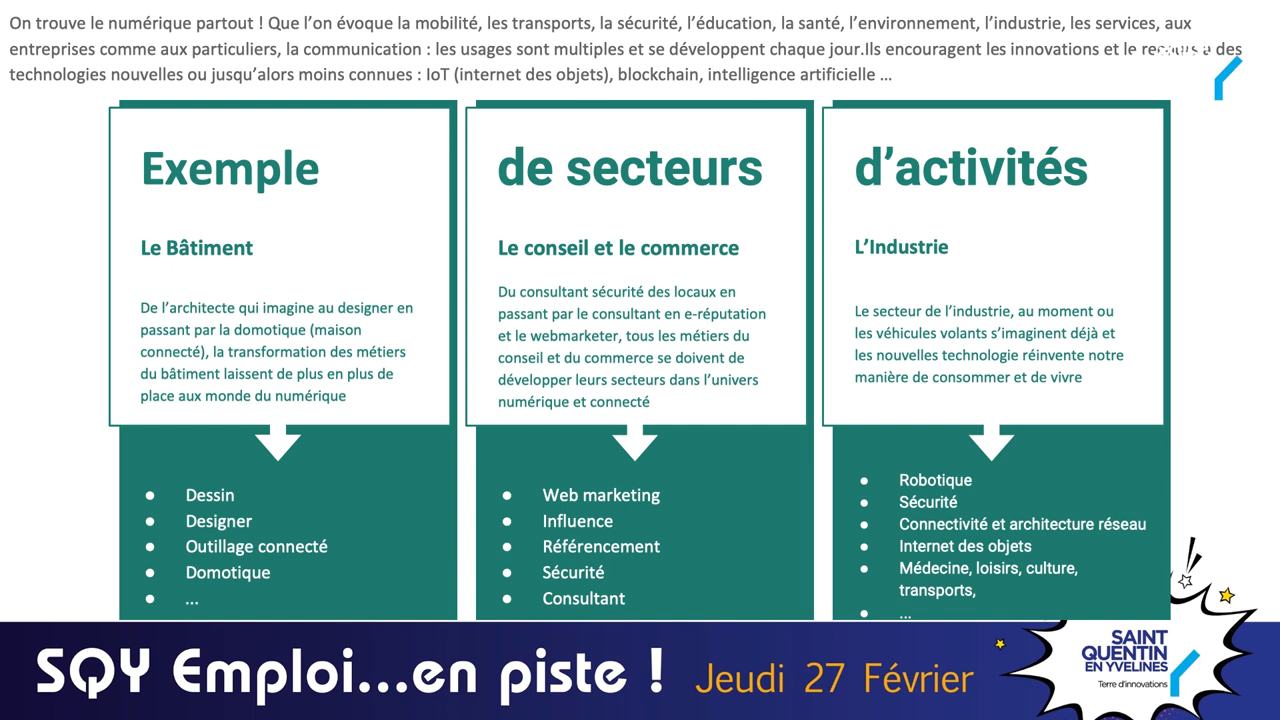 On trouve le numérique partout ! Que l’on évoque la mobilité, les transports, la sécurité, l’éducation, la santé, l’environnement, l’industrie, les services, aux
entreprises comme aux particuliers, la communication : les usages sont multiples et se développent chaque jour.Ils encouragent les innovations et le des
technologies nouvelles ou jusqu’alors moins connues : IoT (internet des objets), blockchain, intelligence artificielle ...
Exemple
Le Bâtiment
De l’architecte qui imagine au designer en
passant par la domotique (maison
connecté), la transformation des métiers
du bâtiment laissent de plus en plus de
place aux monde du numérique
● Dessin
● Designer
● Outillage connecté
● Domotique
● ...
de secteurs
Le conseil et le commerce
Du consultant sécurité des locaux en
passant par le consultant en e-réputation
et le webmarketer, tous les métiers du
conseil et du commerce se doivent de
développer leurs secteurs dans l’univers
numérique et connecté
● Web marketing
● Influence
● Référencement
● Sécurité
● Consultant
d’activités
L’Industrie
Le secteur de l’industrie, au moment ou
les véhicules volants s’imaginent déjà et
les nouvelles technologie réinvente notre
manière de consommer et de vivre
● Robotique
● Sécurité
● Connectivité et architecture réseau
● Internet des objets
● Médecine, loisirs, culture,
transports,
● ...
SQY Emploi...en piste ! Jeudi 27 Février
SAINT
QUENTIN
EN YVELINES
Terre d’innovations